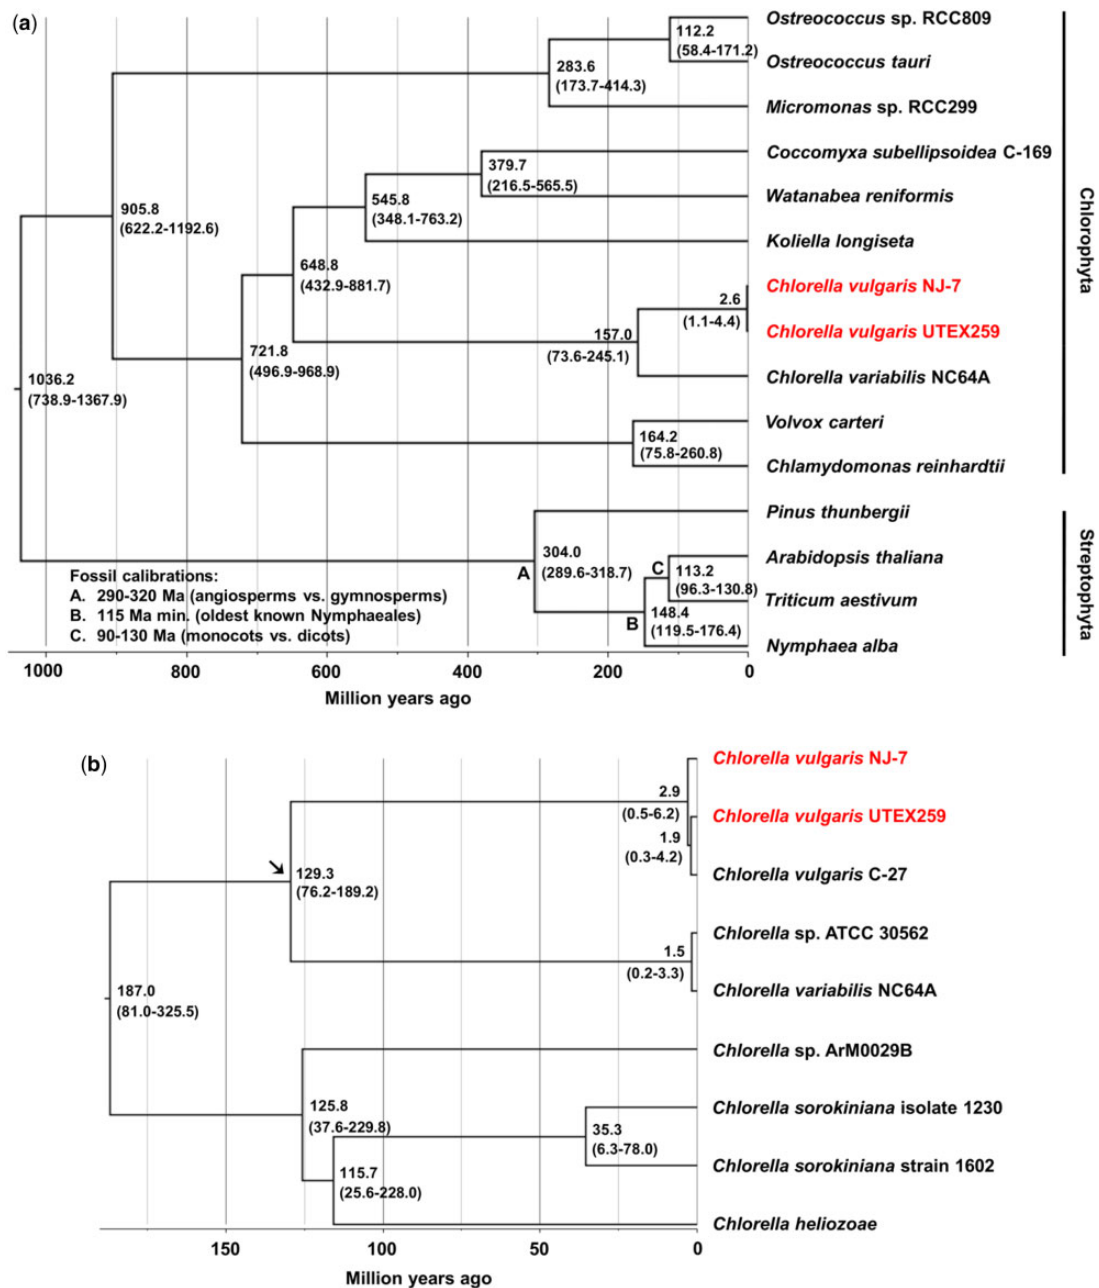 (a)
Ostreococcus sp. RCC809
112.2
(58.4-171.2)
Ostreococcus tauri
283.6
(173.7-414.3)
Micromonas sp. RCC299
Coccomyxa subellipsoidea C-169
379.7
(216.5-565.5)
Watanabea reniformis
545.8
(348.1-763.2)
905.8
(622.2-1192.6)
Koliella longiseta
648.8
(432.9-881.7)
Chlorella vulgaris NJ-7
2.6
(1.1-4.4)
Chlorella vulgaris UTEX259
157.0
(73.6-245.1)
721.8
(496.9-968.9)
Chlorella variabilis NC64A
1036.2
(738.9-1367.9)
Volvox carteri
164.2
(75.8-260.8)
Chlamydomonas reinhardtii
Chlorophyta
Pinus thunbergii
304.0
(289.6-318.7)
A
Arabidopsis thaliana
C
113.2
(96.3-130.8)
Triticum aestivum
148.4
(119.5-176.4)
B
Nymphaea alba
Streptophyta
Fossil calibrations:
A. 290-320 Ma (angiosperms vs. gymnosperms)
B. 115 Ma min. (oldest known Nymphaeales)
C. 90-130 Ma (monocots vs. dicots)
1000 800 600 400 200 0
Million years ago
(b)
Chlorella vulgaris NJ-7
2.9
(0.5-6.2)
Chlorella vulgaris UTEX259
1.9
(0.3-4.2)
Chlorella vulgaris C-27
129.3
(76.2-189.2)
Chlorella sp. ATCC 30562
1.5
(0.2-3.3)
Chlorella variabilis NC64A
187.0
(81.0-325.5)
Chlorella sp. ArM0029B
125.8
(37.6-229.8)
Chlorella sorokiniana isolate 1230
35.3
(6.3-78.0)
Chlorella sorokiniana strain 1602
115.7
(25.6-228.0)
Chlorella heliozoae
150 100 50 0
Million years ago